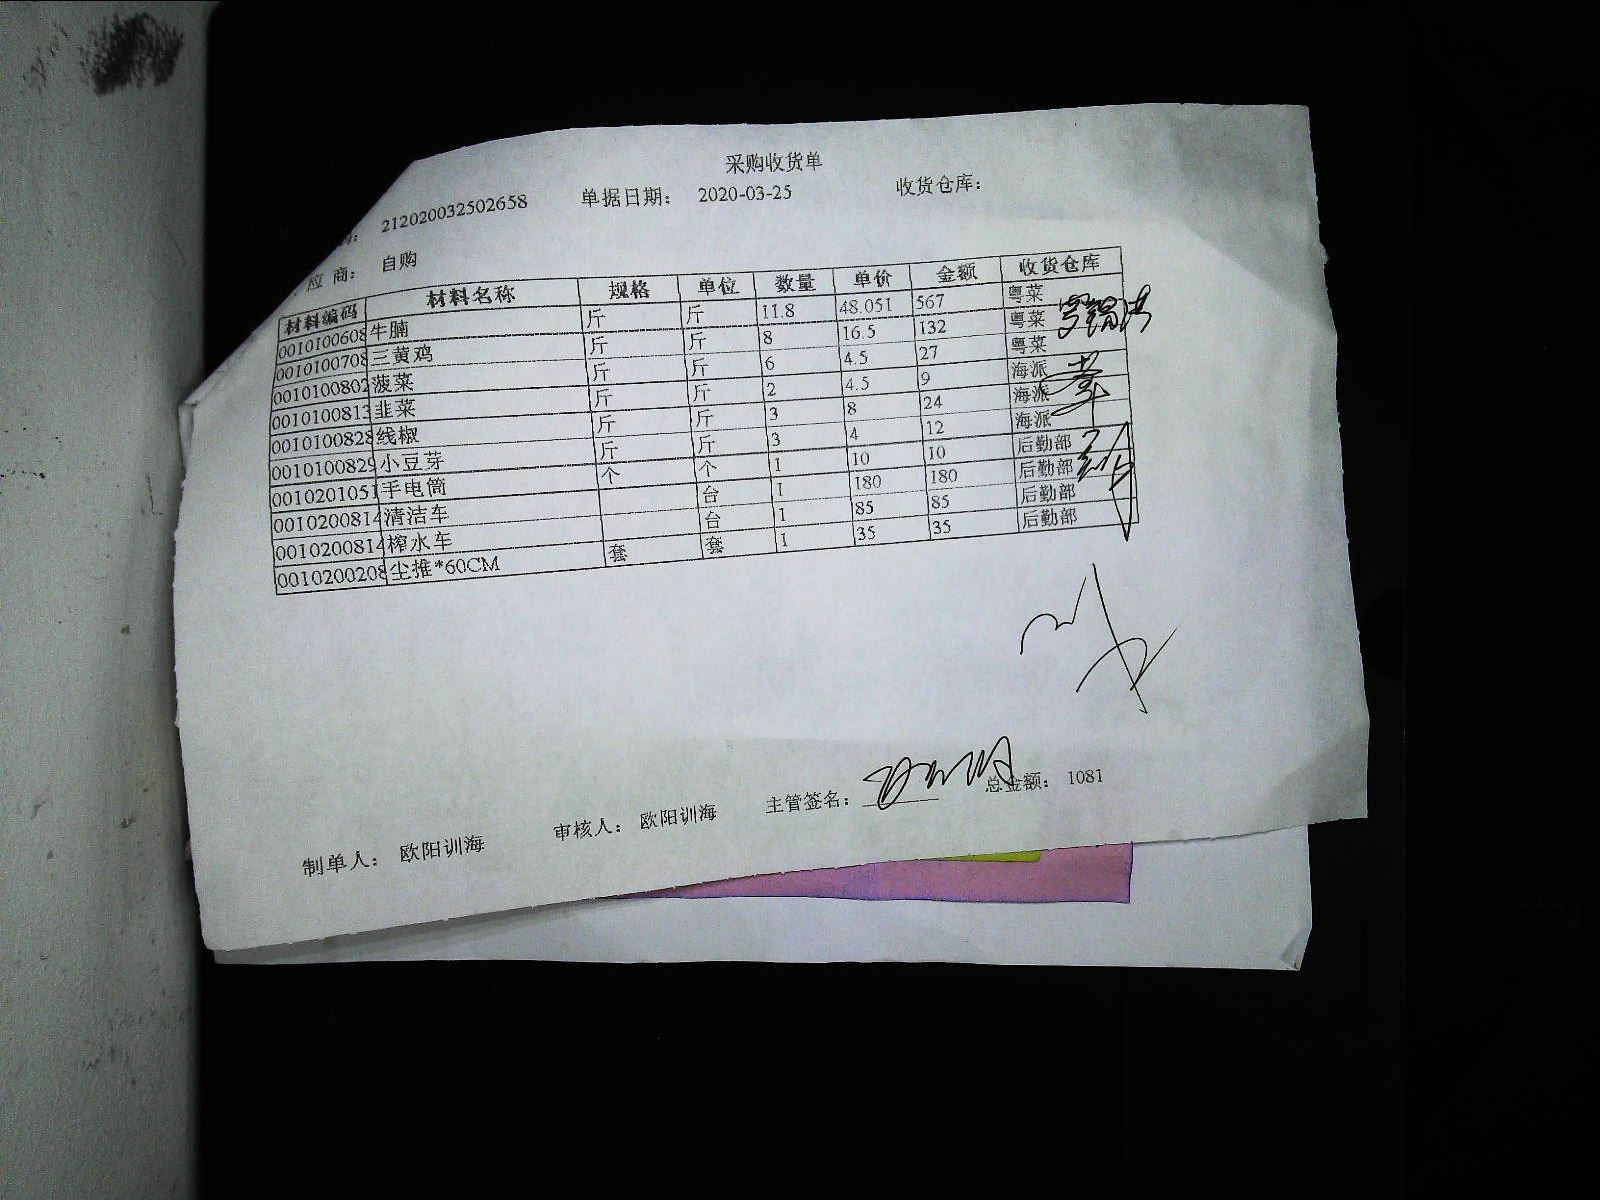 采购收货单
码： 212020032502658 单据日期： 2020-03-25 收货仓库：
应商： 自购
材料编码 材料名称 规格 单位 数量 单价 金额 收货仓库
0010100608 牛腩 斤 斤 11.8 48.051 567 粤菜
0010100708 三黄鸡 斤 斤 8 16.5 132 粤菜
0010100802 菠菜 斤 斤 6 4.5 27 粤菜
0010100813 韭菜 斤 斤 2 4.5 9 海派
0010100828 线椒 斤 斤 3 8 24 海派
0010100829 小豆芽 斤 斤 3 4 12 海派
0010201051 手电筒 个 个 1 10 10 后勤部
0010200814 清洁车 台 1 180 180 后勤部
0010200814 榨水车 台 1 85 85 后勤部
0010200208 尘推*60CM 套 套 1 35 35 后勤部
制单人： 欧阳训海 审核人： 欧阳训海 主管签名： 总金额： 1081